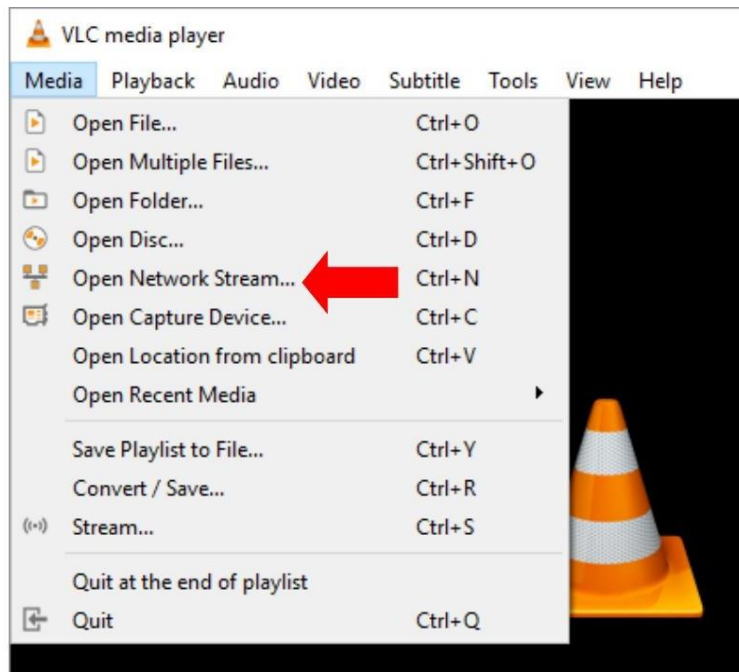 VLC media player
Media Playback Audio Video Subtitle Tools View Help
Open File... Ctrl+O
Open Multiple Files... Ctrl+Shift+O
Open Folder... Ctrl+F
Open Disc... Ctrl+D
Open Network Stream... Ctrl+N
Open Capture Device... Ctrl+C
Open Location from clipboard Ctrl+V
Open Recent Media
Save Playlist to File... Ctrl+Y
Convert / Save... Ctrl+R
Stream... Ctrl+S
Quit at the end of playlist
Quit Ctrl+Q